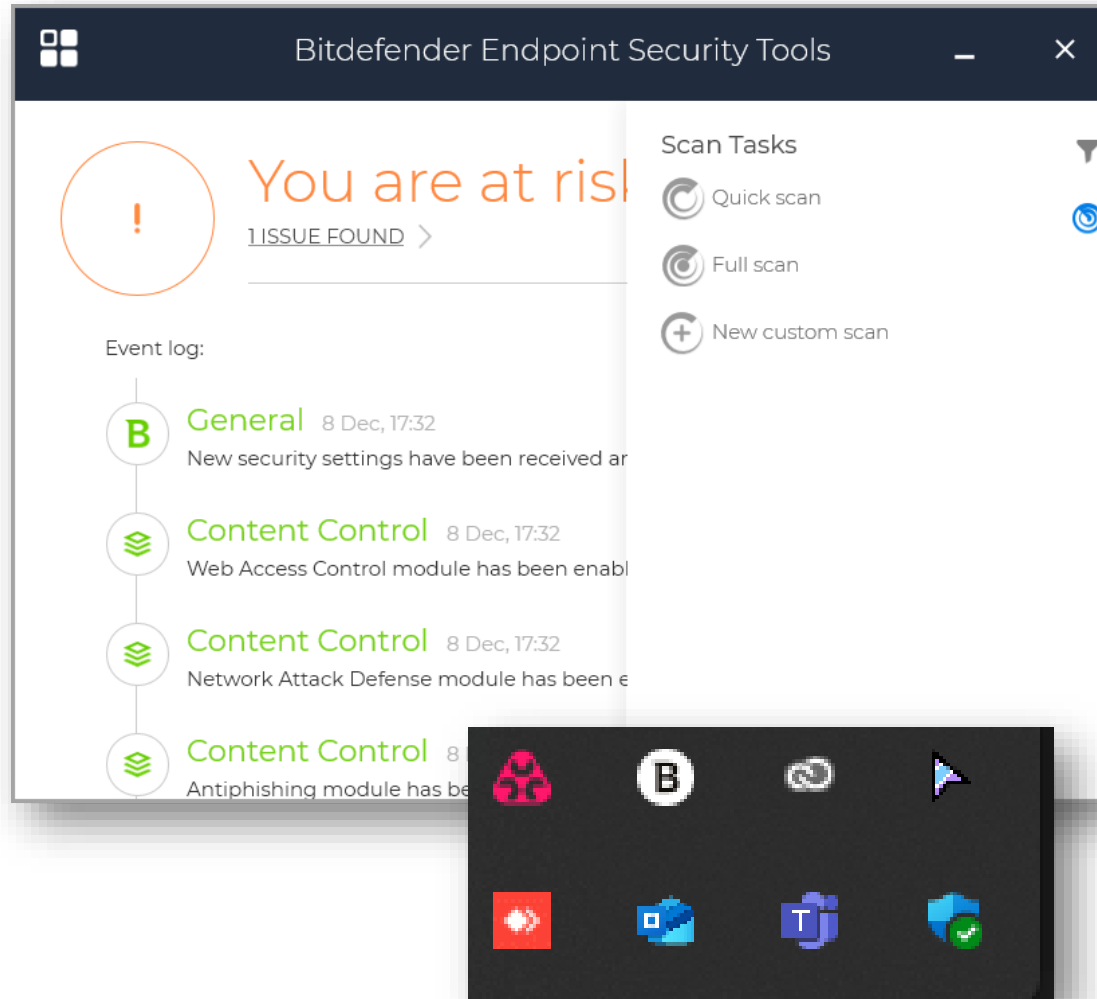 Bitdefender Endpoint Security Tools
You are at risk
1 ISSUE FOUND
Event log:
B
General 8 Dec, 17:32
New security settings have been received
Content Control 8 Dec, 17:32
Web Access Control module has been
Content Control 8 Dec, 17:32
Network Attack Defense module has been
Content Control 8
Antiphishing module has
Scan Tasks
Quick scan
Full scan
New custom scan
B
T